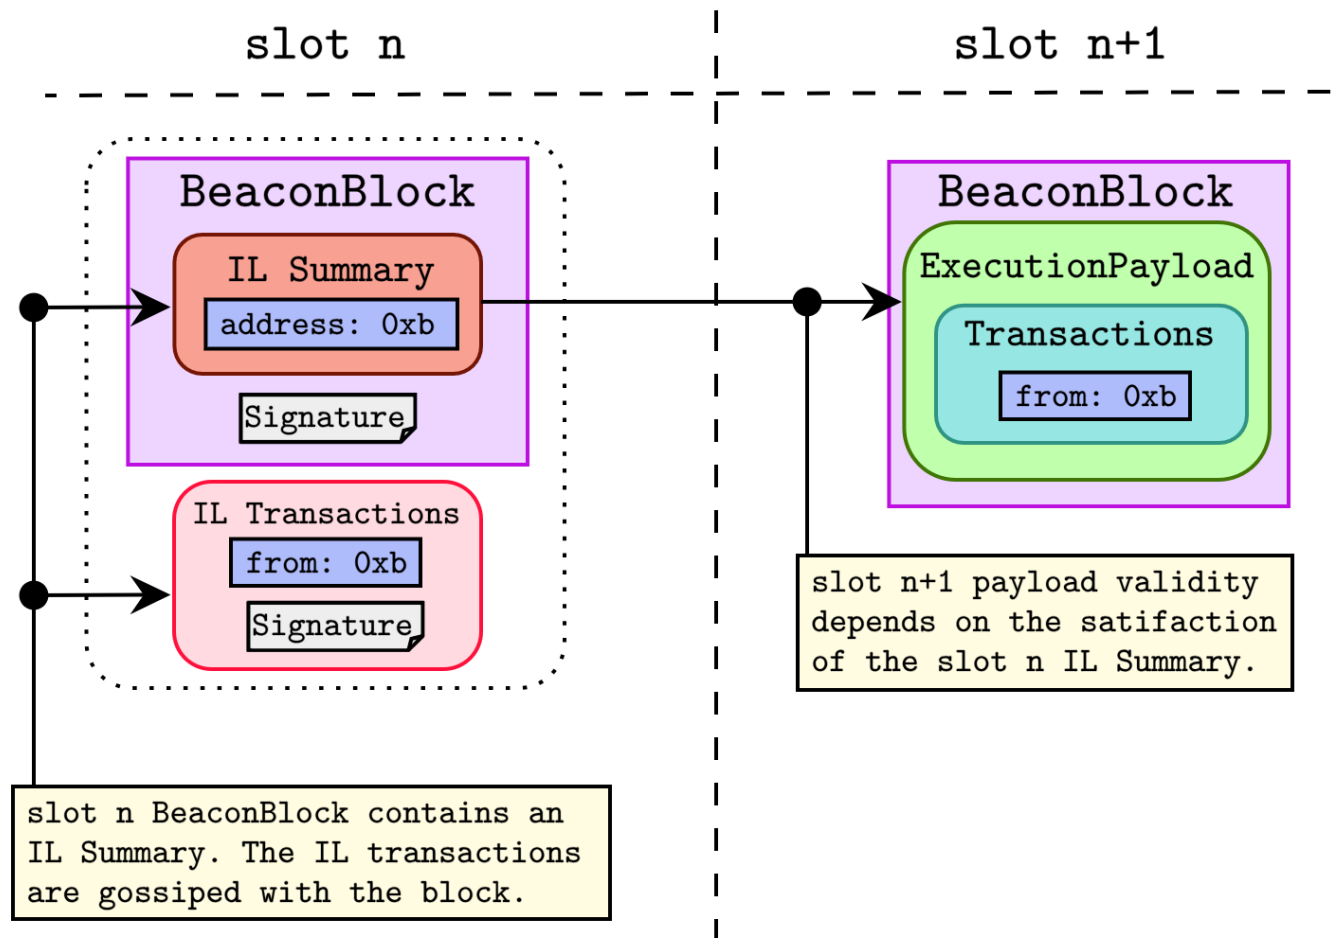 slot n
slot n+1
BeaconBlock
IL Summary
address: 0xb
Signature
IL Transactions
from: 0xb
Signature
slot n BeaconBlock contains an
IL Summary. The IL transactions
are gossiped with the block.
BeaconBlock
ExecutionPayload
Transactions
from: 0xb
slot n+1 payload validity
depends on the satifaction
of the slot n IL Summary.